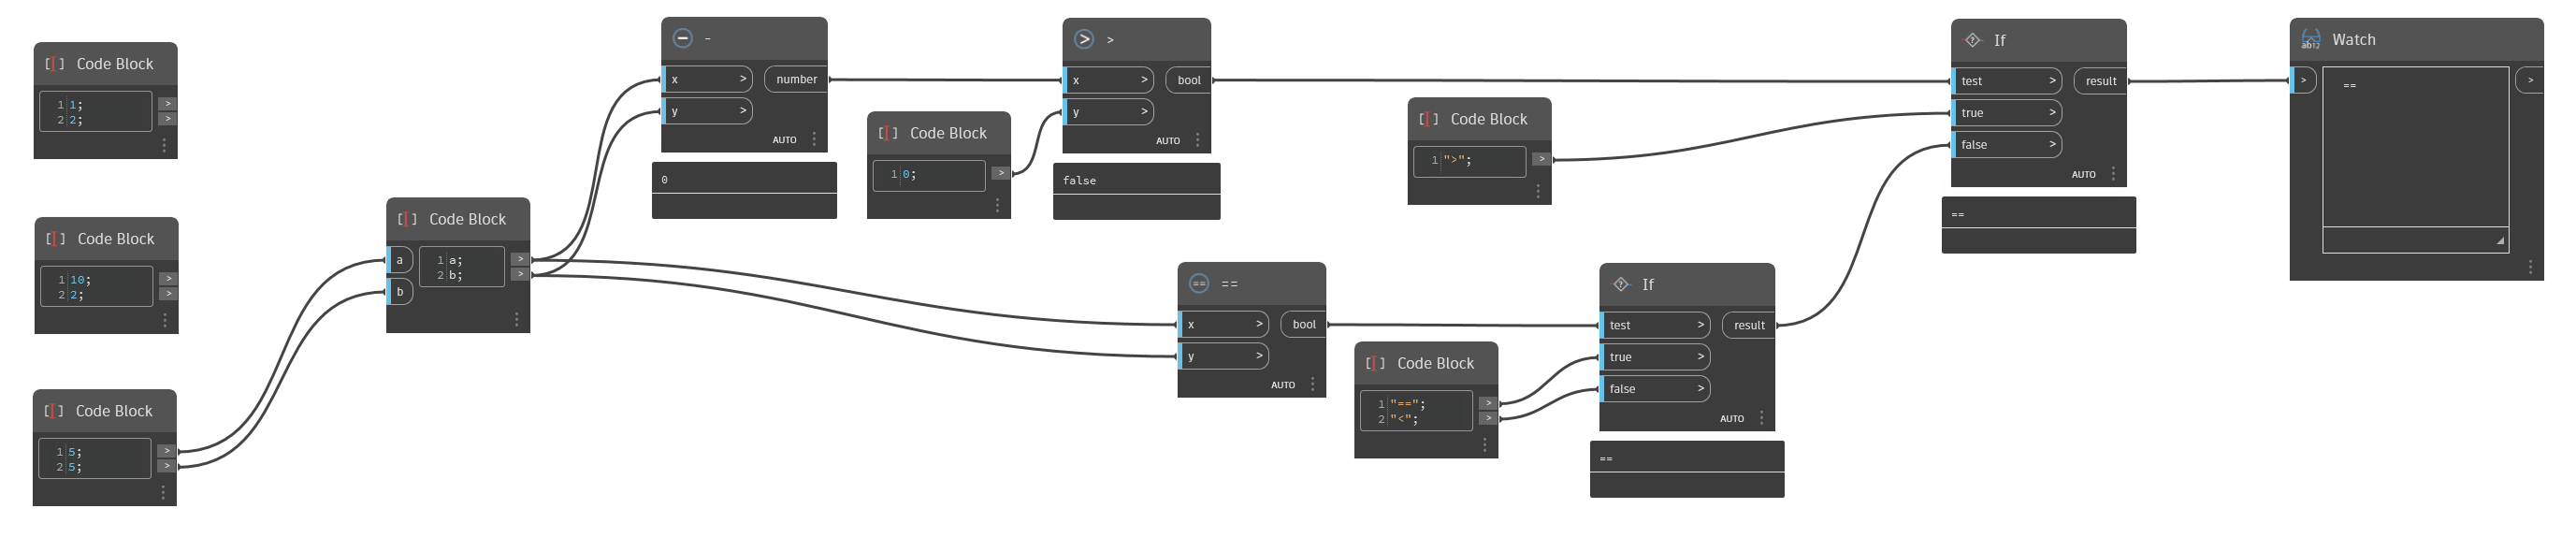 Code Block
1 1; >
2 2; >
Code Block
1 10; >
2 2; >
Code Block
1 5; >
2 5; >
Code Block
a 1 a; >
b 2 b; >
-
x > number
y >
AUTO
0
Code Block
1 0; >
>
x > bool
y >
AUTO
false
==
x > bool
y >
AUTO
Code Block
1 ">"; >
Code Block
1 "=="; >
2 "<"; >
If
test > result
true >
false >
AUTO
==
If
test > result
true >
false >
AUTO
==
ab12 Watch
> == >